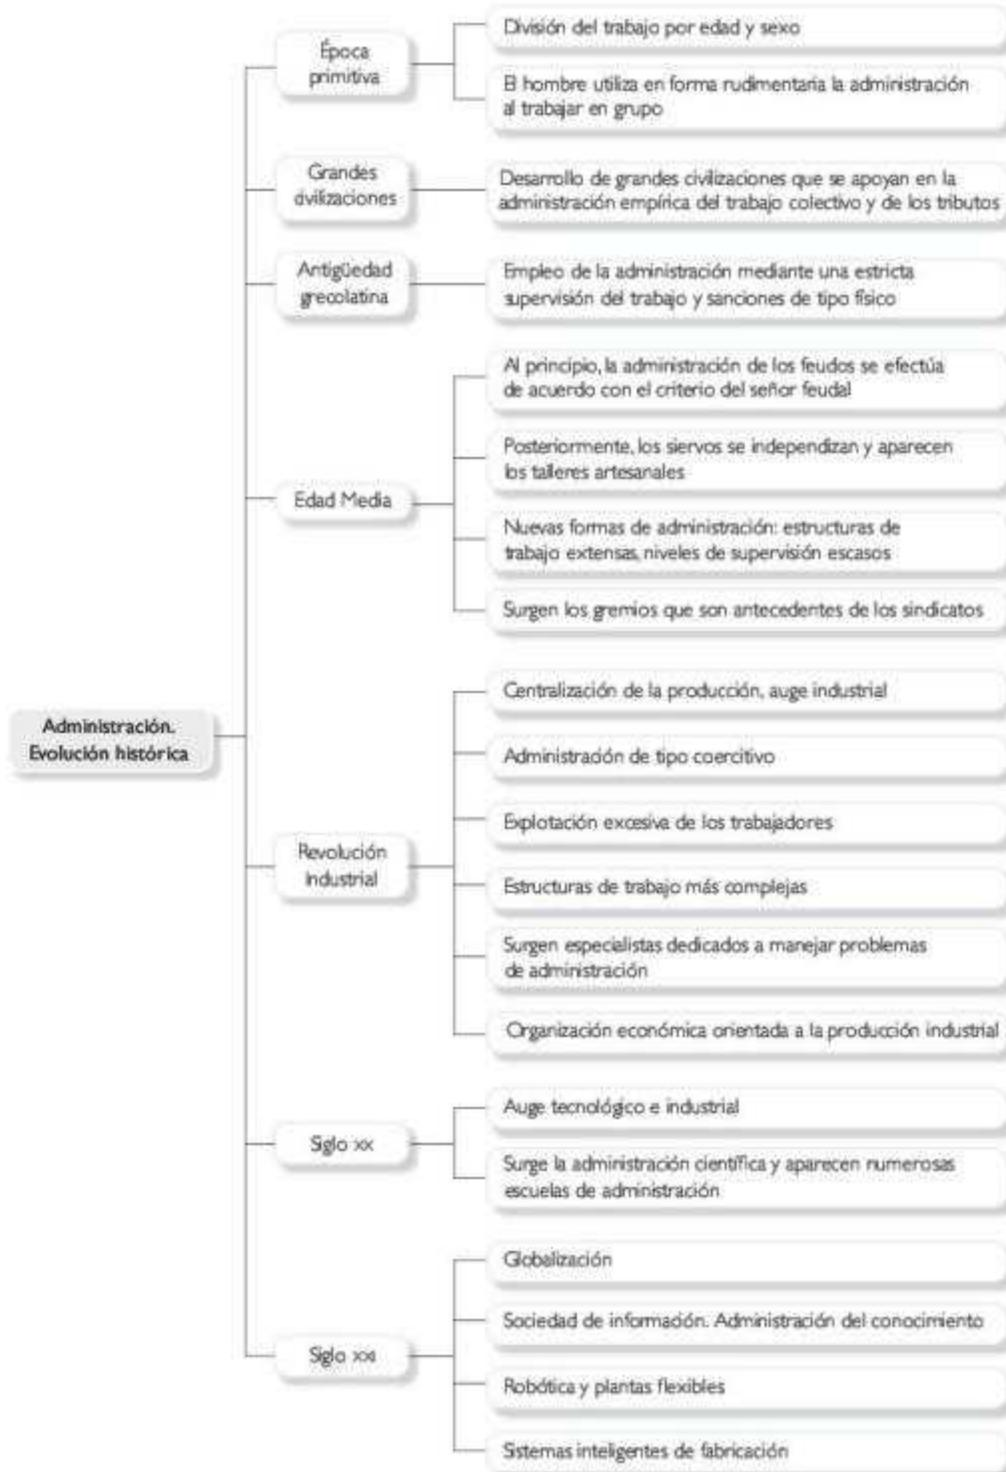 Época
primitiva
División del trabajo por edad y sexo
El hombre utiliza en forma rudimentaria la administración
al trabajar en grupo
Grandes
civilizaciones
Desarrollo de grandes civilizaciones que se apoyan en la
administración empírica del trabajo colectivo y de los tributos
Antigüedad
grecolatina
Empleo de la administración mediante una estricta
supervisión del trabajo y sanciones de tipo físico
Edad Media
Al principio, la administración de los feudos se efectúa
de acuerdo con el criterio del señor feudal
Posteriormente, los siervos se independizan y aparecen
los talleres artesanales
Nuevas formas de administración: estructuras de
trabajo extensas, niveles de supervisión escasos
Surgen los gremios que son antecedentes de los sindicatos
Administración.
Evolución histórica
Revolución
Industrial
Centralización de la producción, auge industrial
Administración de tipo coercitivo
Explotación excesiva de los trabajadores
Estructuras de trabajo más complejas
Surgen especialistas dedicados a manejar problemas
de administración
Organización económica orientada a la producción industrial
Siglo XX
Auge tecnológico e industrial
Surge la administración científica y aparecen numerosas
escuelas de administración
Siglo XXI
Globalización
Sociedad de información. Administración del conocimiento
Robótica y plantas flexibles
Sistemas inteligentes de fabricación